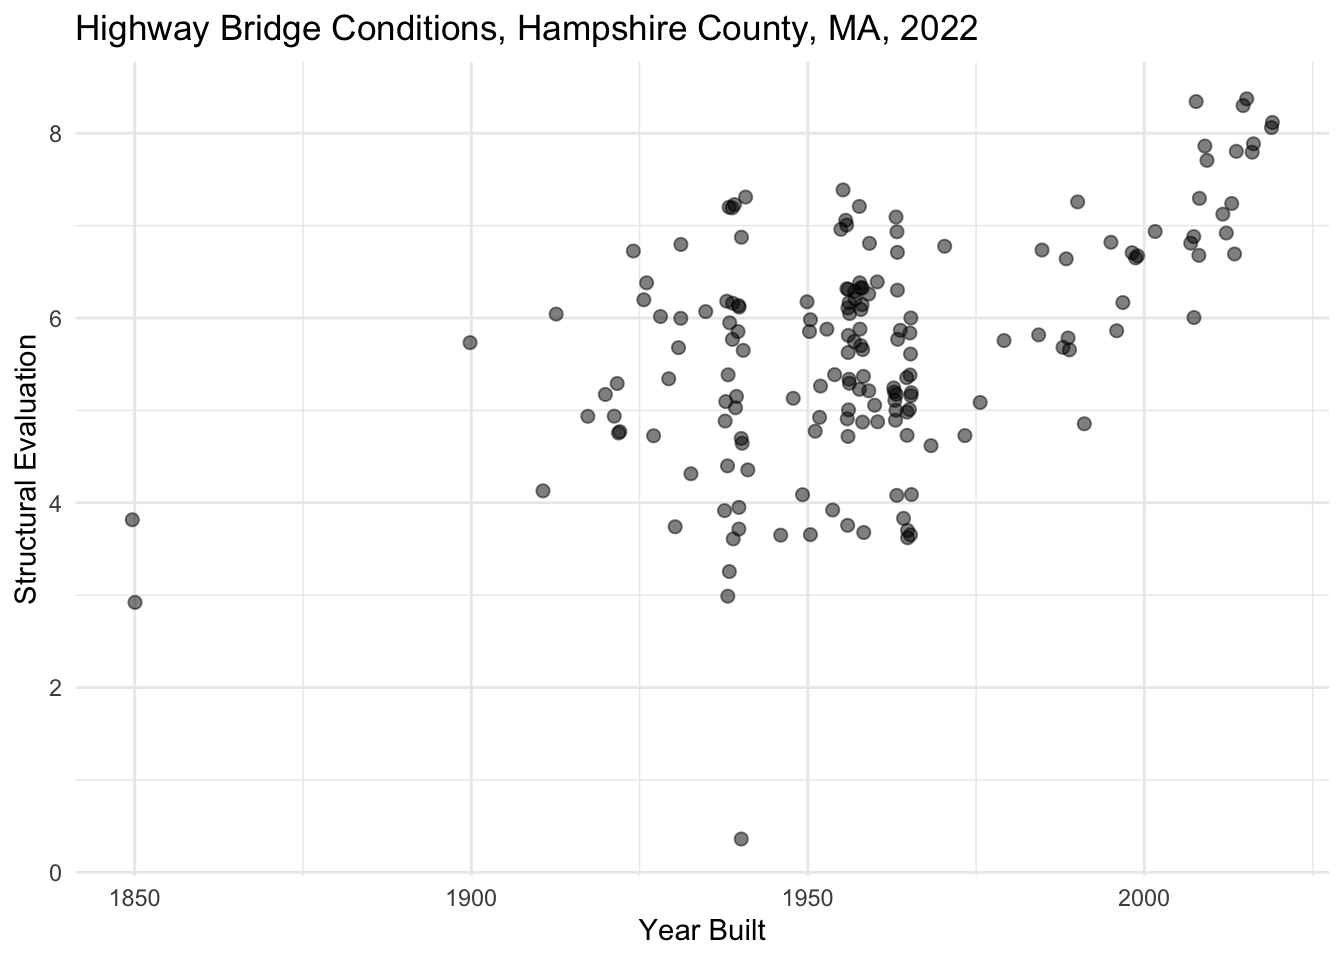 Highway Bridge Conditions, Hampshire County, MA, 2022
Structural Evaluation
8
6
4
2
0
1850 1900 1950 2000
Year Built